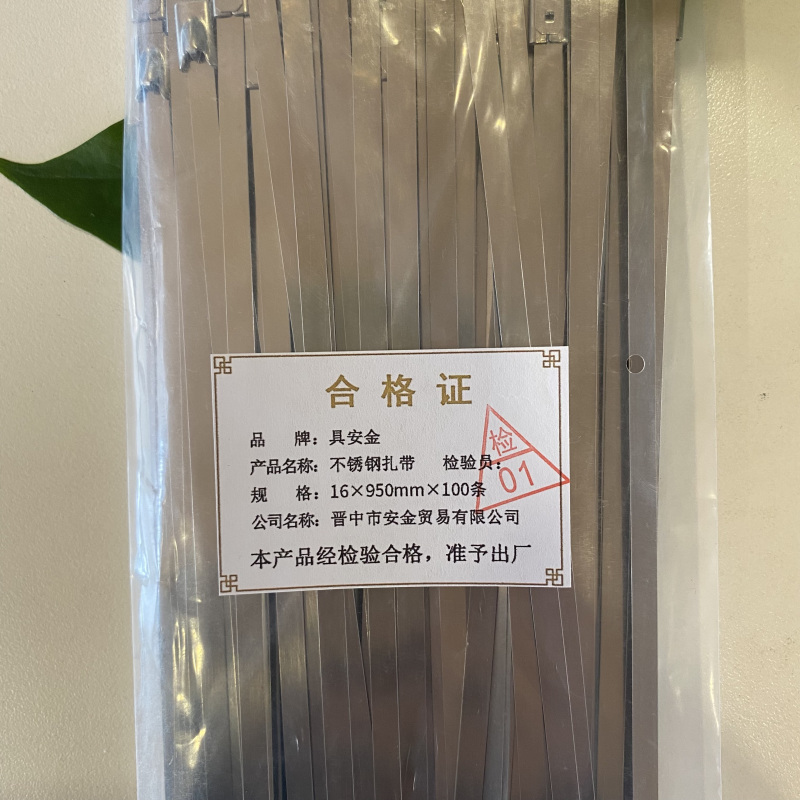 合格证
品 牌：具安金
产品名称：不锈钢扎带 检验员：
检
01
规 格：16×950mm×100条
公司名称：晋中市安金贸易有限公司
本产品经检验合格，准予出厂